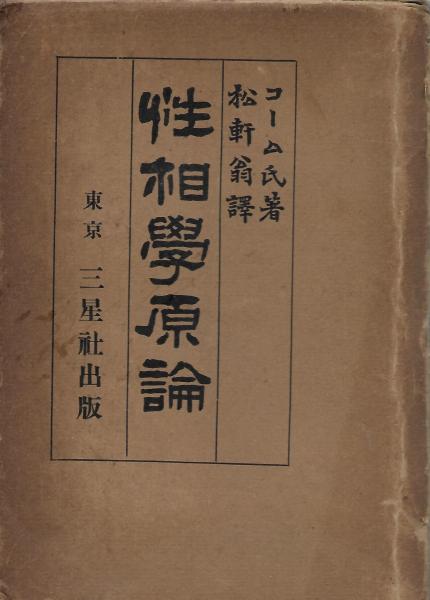 コーム氏著
松軒翁譯
性相學原論
東京 三星社出版